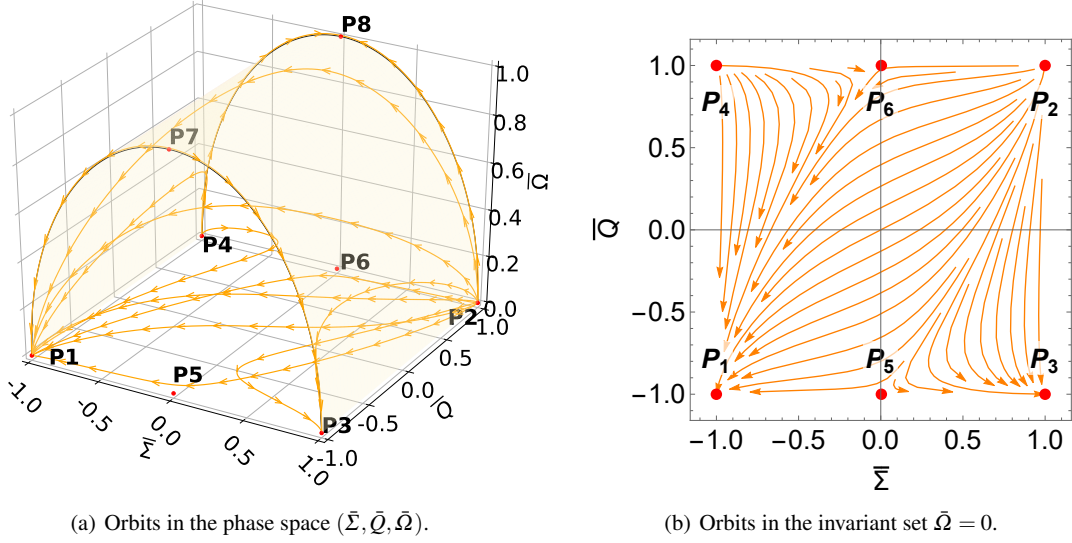 P8
1.0
0.8
P7
0.6
Ω̅
0.4
P4
P6
0.2
0.0
P2
1.0
P1
0.5
-1.0
P5
0.0
Q̅
-0.5
-0.5
Σ̅
0.0
P3
0.5
-1.0
1.0
1.0
P4
P6
P2
0.5
Q̅
0.0
-0.5
P1
P5
P3
-1.0
-1.0 -0.5 0.0 0.5 1.0
Σ̅
(a) Orbits in the phase space (Σ̄, Q̄, Ω̄).
(b) Orbits in the invariant set Ω̄ = 0.